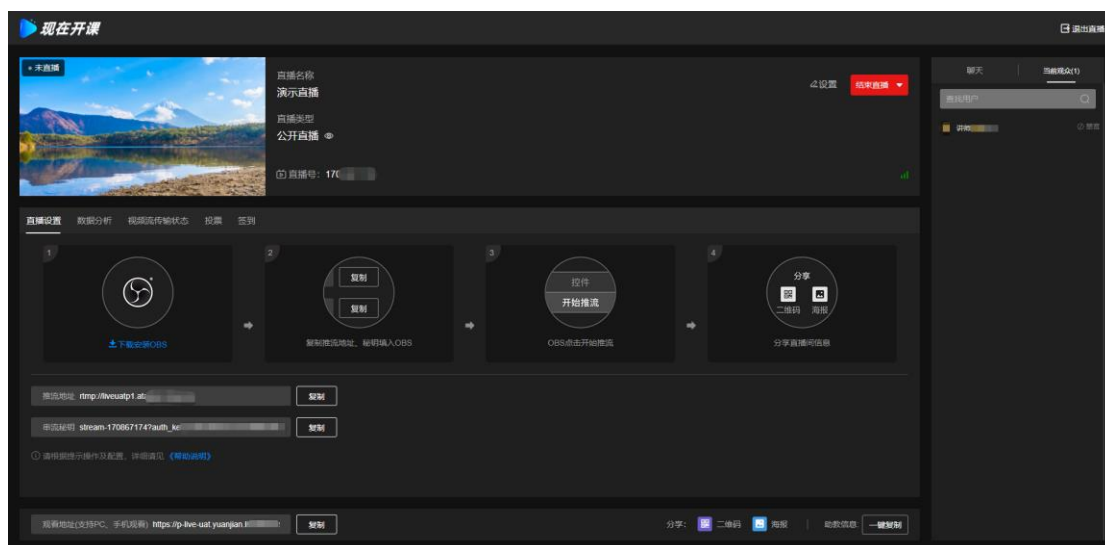 现在开课
退出直播
未直播
直播名称
演示直播
设置
结束直播
直播类型
公开直播
直播号: 170
聊天
当前观众(1)
查找用户
讲师
禁言
直播设置 数据分析 视频流传输状态 投票 签到
1
2
3
4
复制
复制
控件
开始推流
分享
二维码 海报
下载安装OBS
复制推流地址、秘钥填入OBS
OBS点击开始推流
分享直播间信息
推流地址 rtmp://liveuatp1.ata
复制
串流秘钥 stream-170867174?auth_ke
复制
请根据提示操作及配置，详细请见《帮助说明》
观看地址(支持PC、手机观看) https://p-live-uat.yuanjian.
复制
分享: 二维码 海报
助教信息: 一键复制